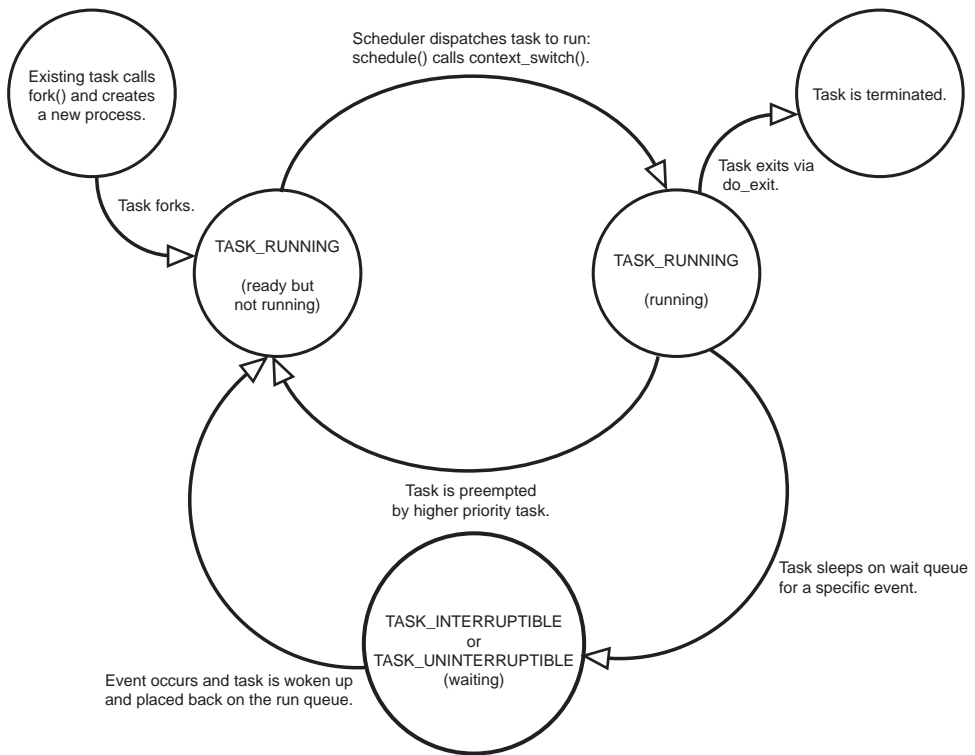 Scheduler dispatches task to run:
schedule() calls context_switch().
Existing task calls
fork() and creates
a new process.
Task is terminated.
Task forks.
Task exits via
do_exit.
TASK_RUNNING
(ready but
not running)
TASK_RUNNING
(running)
Task is preempted
by higher priority task.
Task sleeps on wait queue
for a specific event.
TASK_INTERRUPTIBLE
or
TASK_UNINTERRUPTIBLE
(waiting)
Event occurs and task is woken up
and placed back on the run queue.